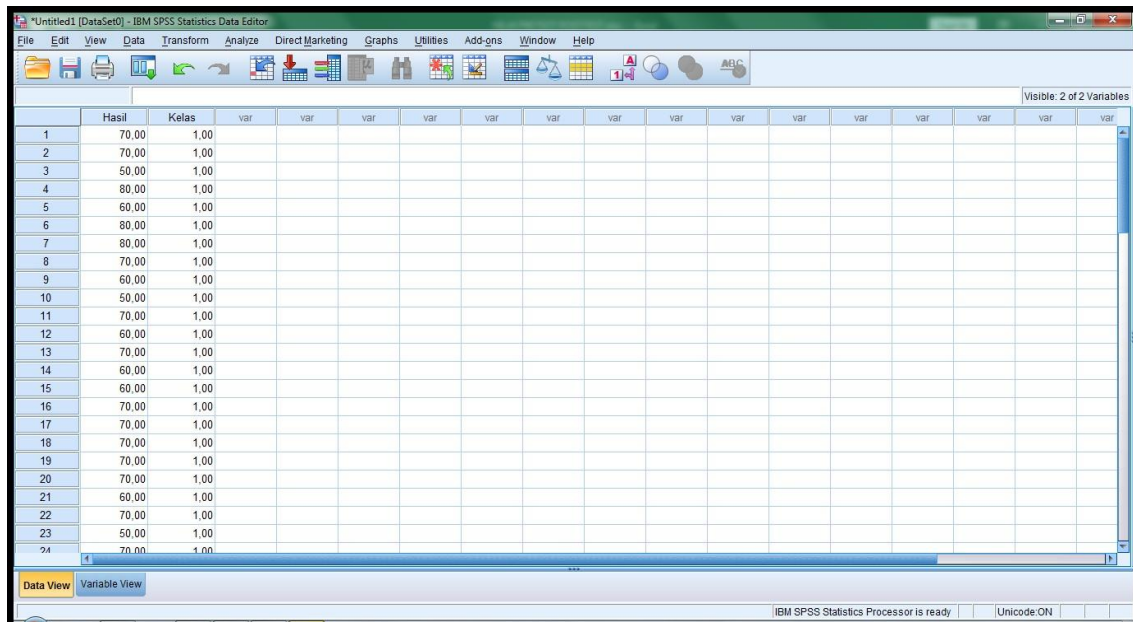 *Untitled1 [DataSet0] - IBM SPSS Statistics Data Editor
File Edit View Data Transform Analyze Direct Marketing Graphs Utilities Add-ons Window Help
Visible: 2 of 2 Variables
Hasil Kelas var var var var var var var var var var var var var var var
1 70,00 1,00
2 70,00 1,00
3 50,00 1,00
4 80,00 1,00
5 60,00 1,00
6 80,00 1,00
7 80,00 1,00
8 70,00 1,00
9 60,00 1,00
10 50,00 1,00
11 70,00 1,00
12 60,00 1,00
13 70,00 1,00
14 60,00 1,00
15 60,00 1,00
16 70,00 1,00
17 70,00 1,00
18 70,00 1,00
19 70,00 1,00
20 70,00 1,00
21 60,00 1,00
22 70,00 1,00
23 50,00 1,00
24 70,00 1,00
Data View Variable View
IBM SPSS Statistics Processor is ready Unicode:ON